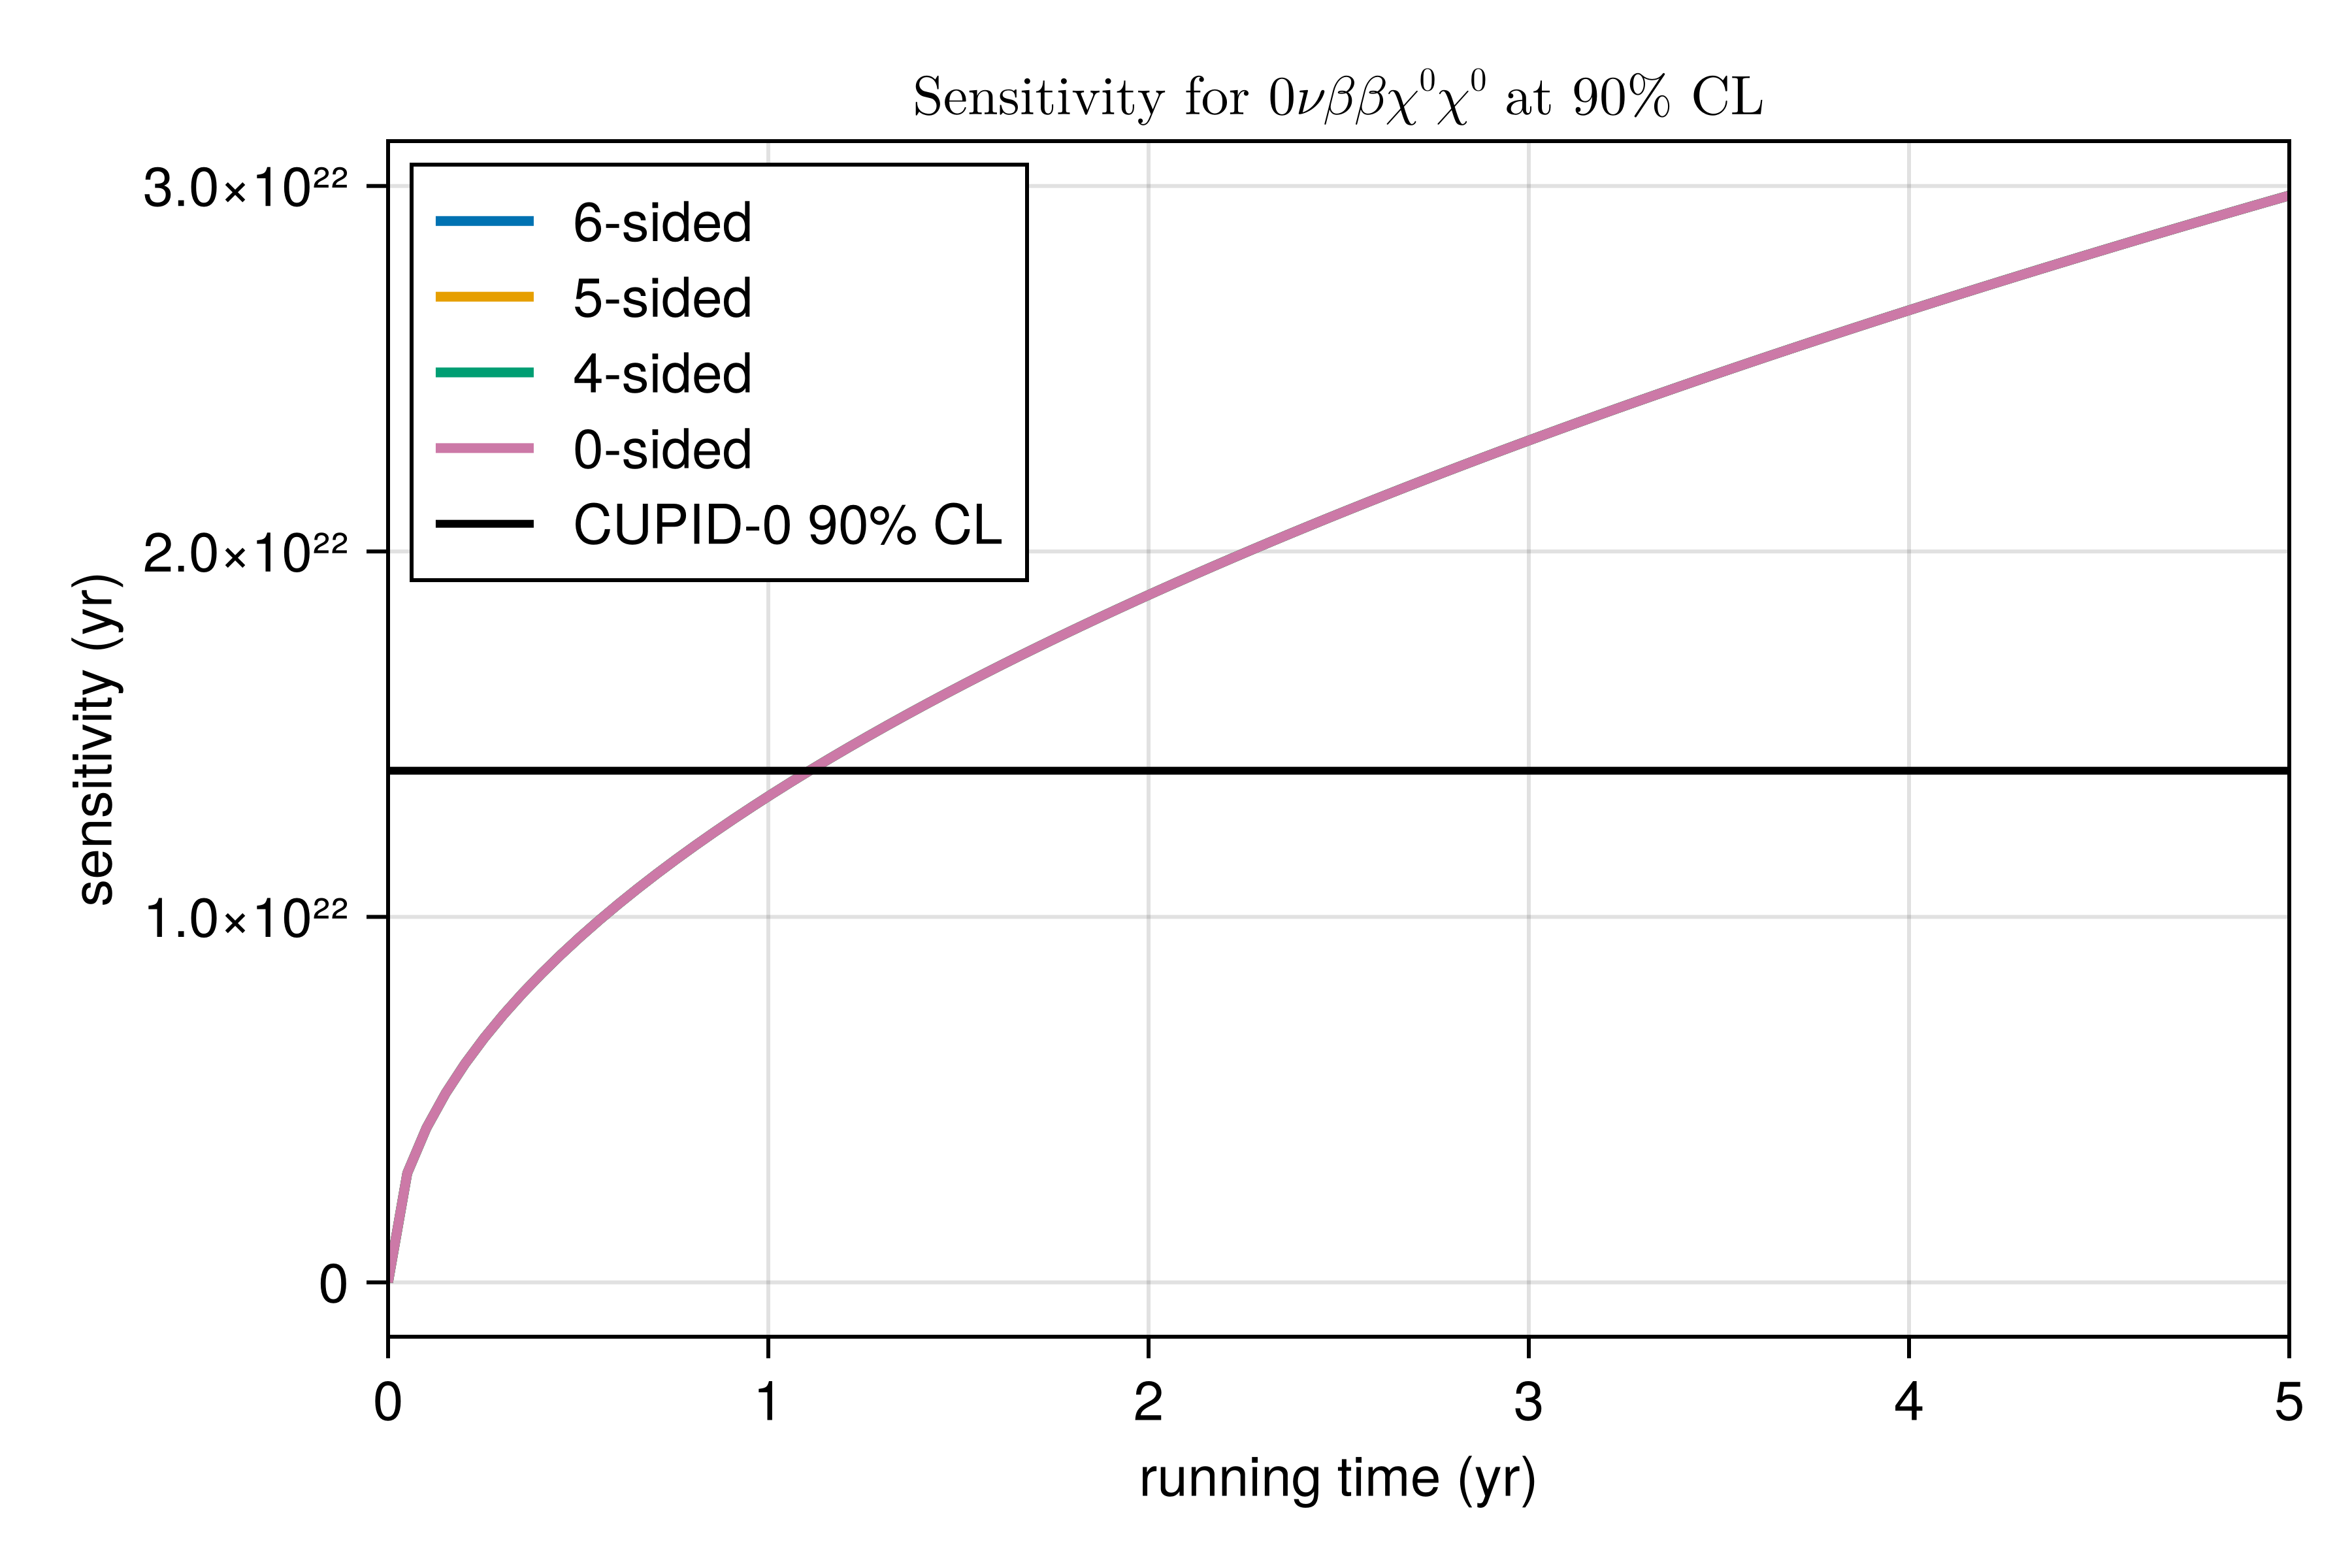 Sensitivity for 0νββχ⁰χ⁰ at 90% CL
3.0×10²²
2.0×10²²
1.0×10²²
0
sensitivity (yr)
6-sided
5-sided
4-sided
0-sided
CUPID-0 90% CL
0 1 2 3 4 5
running time (yr)